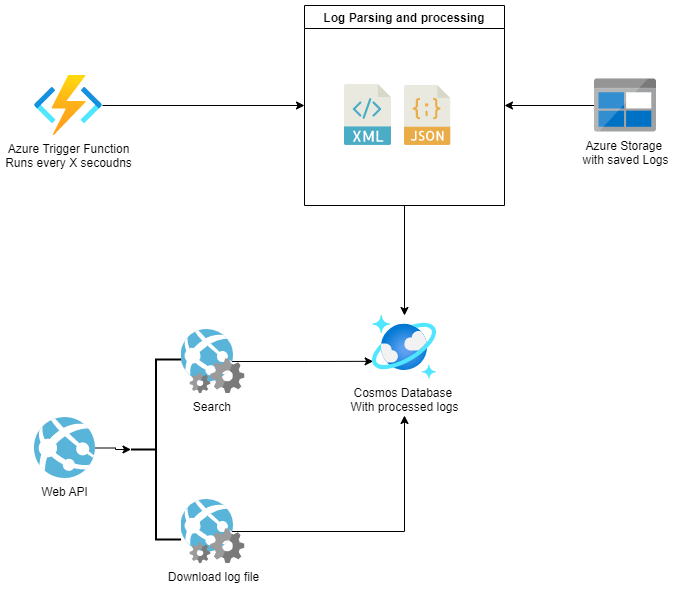 Log Parsing and processing
</>
XML
{;}
JSON
Azure Trigger Function
Runs every X secoudns
Azure Storage
with saved Logs
Search
Cosmos Database
With processed logs
Web API
Download log file